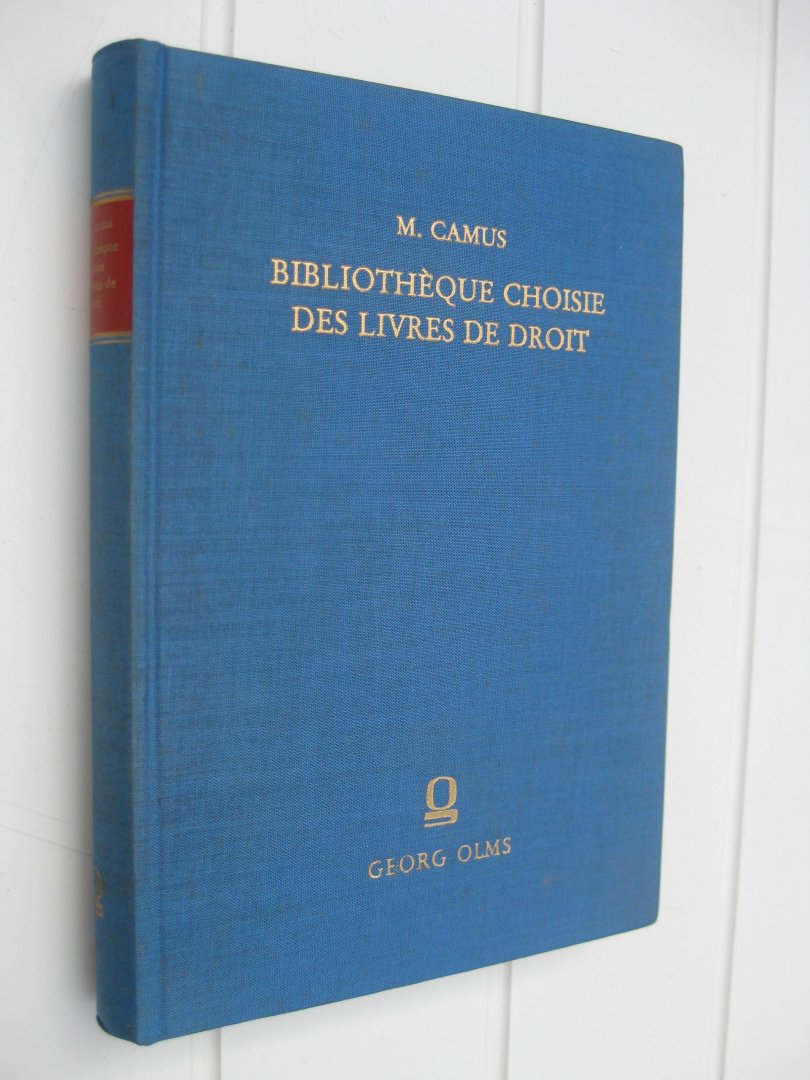 M. CAMUS
BIBLIOTHÈQUE CHOISIE
DES LIVRES DE DROIT
GEORG OLMS